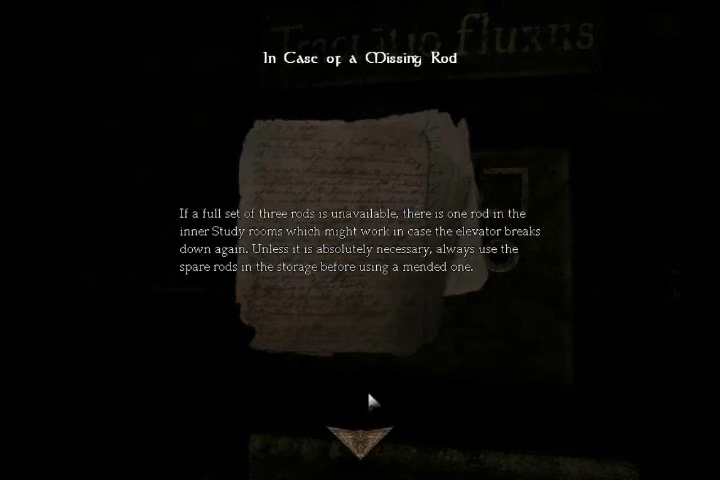 fluxus
In Case of a Missing Rod
If a full set of three rods is unavailable, there is one rod in the
inner Study rooms which might work in case the elevator breaks
down again. Unless it is absolutely necessary, always use the
spare rods in the storage before using a mended one.